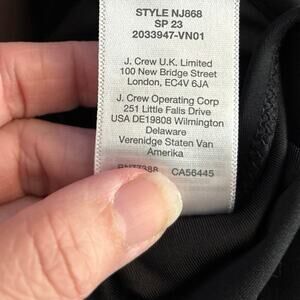 STYLE NJ868
SP 23
2033947-VN01
J. Crew U.K. Limited
100 New Bridge Street
London, EC4V 6JA
J. Crew Operating Corp
251 Little Falls Drive
USA DE19808 Wilmington
Delaware
Verenidge Staten Van
Amerika
CA56445